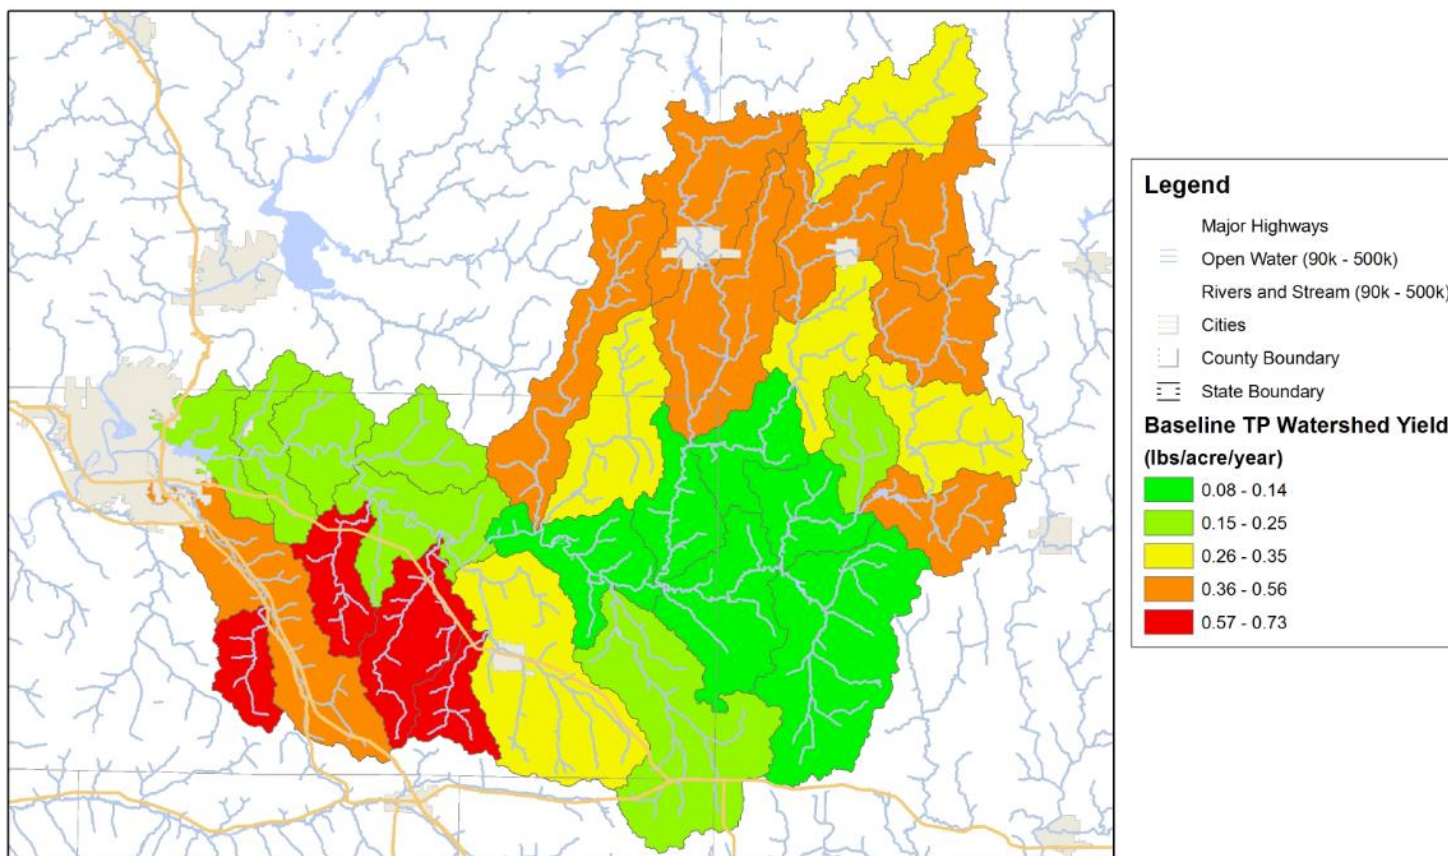 Legend
Major Highways
Open Water (90k - 500k)
Rivers and Stream (90k - 500k)
Cities
County Boundary
State Boundary
Baseline TP Watershed Yield
(lbs/acre/year)
0.08 - 0.14
0.15 - 0.25
0.26 - 0.35
0.36 - 0.56
0.57 - 0.73